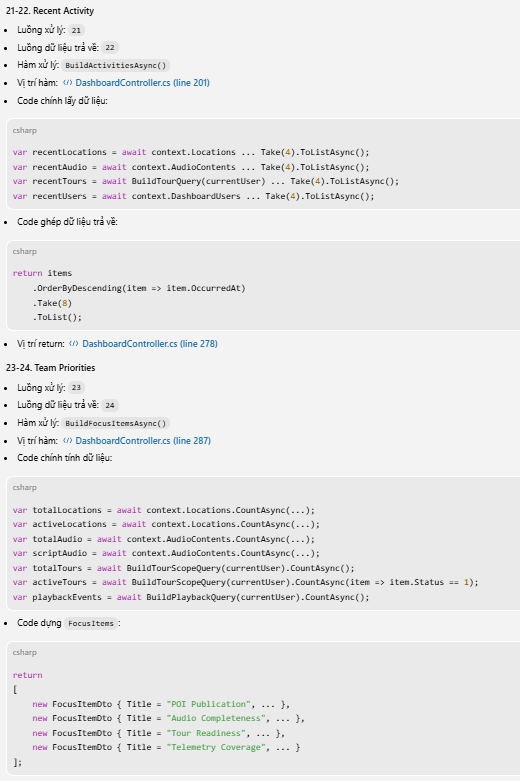 21-22. Recent Activity
Luồng xử lý: 21
Luồng dữ liệu trả về: 22
Hàm xử lý: BuildActivitiesAsync()
Vị trí hàm: </> DashboardController.cs (line 201)
Code chính lấy dữ liệu:
csharp
var recentLocations = await context.Locations ... Take(4).ToListAsync();
var recentAudio = await context.AudioContents ... Take(4).ToListAsync();
var recentTours = await BuildTourQuery(currentUser) ... Take(4).ToListAsync();
var recentUsers = await context.DashboardUsers ... Take(4).ToListAsync();
Code ghép dữ liệu trả về:
csharp
return items
    .OrderByDescending(item => item.OccurredAt)
    .Take(8)
    .ToList();
Vị trí return: </> DashboardController.cs (line 278)
23-24. Team Priorities
Luồng xử lý: 23
Luồng dữ liệu trả về: 24
Hàm xử lý: BuildFocusItemsAsync()
Vị trí hàm: </> DashboardController.cs (line 287)
Code chính tính dữ liệu:
csharp
var totalLocations = await context.Locations.CountAsync(...);
var activeLocations = await context.Locations.CountAsync(...);
var totalAudio = await context.AudioContents.CountAsync(...);
var scriptAudio = await context.AudioContents.CountAsync(...);
var totalTours = await BuildTourScopeQuery(currentUser).CountAsync();
var activeTours = await BuildTourScopeQuery(currentUser).CountAsync(item => item.Status == 1);
var playbackEvents = await BuildPlaybackQuery(currentUser).CountAsync();
Code dựng FocusItems :
csharp
return
[
    new FocusItemDto { Title = "POI Publication", ... },
    new FocusItemDto { Title = "Audio Completeness", ... },
    new FocusItemDto { Title = "Tour Readiness", ... },
    new FocusItemDto { Title = "Telemetry Coverage", ... }
];